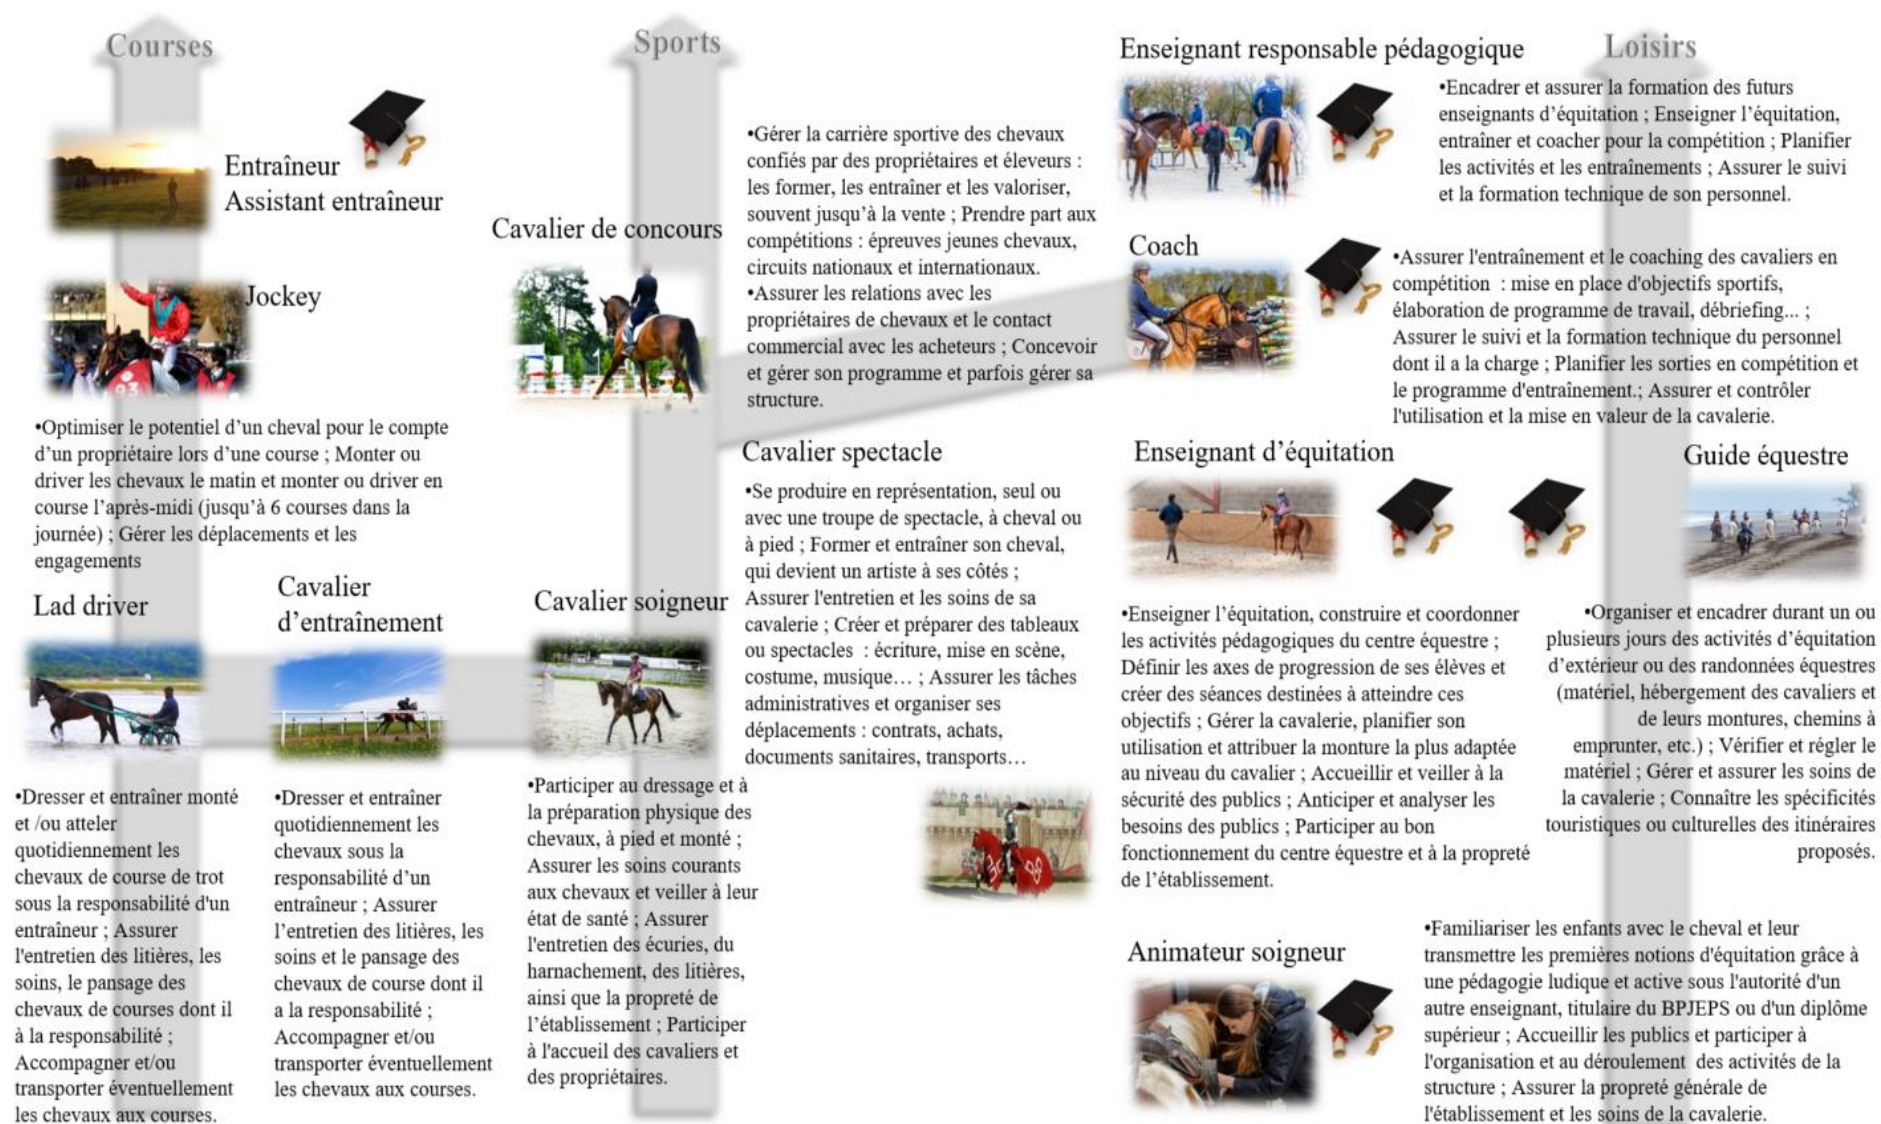 Courses
Entraîneur
Assistant entraîneur
Jockey
•Optimiser le potentiel d’un cheval pour le compte
d’un propriétaire lors d’une course ; Monter ou
driver les chevaux le matin et monter ou driver en
course l’après-midi (jusqu’à 6 courses dans la
journée) ; Gérer les déplacements et les
engagements
Lad driver
•Dresser et entraîner monté
et /ou atteler
quotidiennement les
chevaux de course de trot
sous la responsabilité d'un
entraîneur ; Assurer
l'entretien des litières, les
soins, le pansage des
chevaux de courses dont il
à la responsabilité ;
Accompagner et/ou
transporter éventuellement
les chevaux aux courses.
Cavalier
d’entraînement
•Dresser et entraîner
quotidiennement les
chevaux sous la
responsabilité d’un
entraîneur ; Assurer
l’entretien des litières, les
soins et le pansage des
chevaux de course dont il
a la responsabilité ;
Accompagner et/ou
transporter éventuellement
les chevaux aux courses.
Sports
Cavalier de concours
93
•Gérer la carrière sportive des chevaux
confiés par des propriétaires et éleveurs :
les former, les entraîner et les valoriser,
souvent jusqu’à la vente ; Prendre part aux
compétitions : épreuves jeunes chevaux,
circuits nationaux et internationaux.
•Assurer les relations avec les
propriétaires de chevaux et le contact
commercial avec les acheteurs ; Concevoir
et gérer son programme et parfois gérer sa
structure.
Cavalier soigneur
•Participer au dressage et à
la préparation physique des
chevaux, à pied et monté ;
Assurer les soins courants
aux chevaux et veiller à leur
état de santé ; Assurer
l'entretien des écuries, du
harnachement, des litières,
ainsi que la propreté de
l’établissement ; Participer
à l'accueil des cavaliers et
des propriétaires.
Cavalier spectacle
•Se produire en représentation, seul ou
avec une troupe de spectacle, à cheval ou
à pied ; Former et entraîner son cheval,
qui devient un artiste à ses côtés ;
Assurer l'entretien et les soins de sa
cavalerie ; Créer et préparer des tableaux
ou spectacles : écriture, mise en scène,
costume, musique… ; Assurer les tâches
administratives et organiser ses
déplacements : contrats, achats,
documents sanitaires, transports…
Loisirs
Enseignant responsable pédagogique
•Encadrer et assurer la formation des futurs
enseignants d’équitation ; Enseigner l’équitation,
entraîner et coacher pour la compétition ; Planifier
les activités et les entraînements ; Assurer le suivi
et la formation technique de son personnel.
Coach
•Assurer l'entraînement et le coaching des cavaliers en
compétition : mise en place d'objectifs sportifs,
élaboration de programme de travail, débriefing... ;
Assurer le suivi et la formation technique du personnel
dont il a la charge ; Planifier les sorties en compétition et
le programme d'entraînement.; Assurer et contrôler
l'utilisation et la mise en valeur de la cavalerie.
Enseignant d’équitation
•Enseigner l’équitation, construire et coordonner
les activités pédagogiques du centre équestre ;
Définir les axes de progression de ses élèves et
créer des séances destinées à atteindre ces
objectifs ; Gérer la cavalerie, planifier son
utilisation et attribuer la monture la plus adaptée
au niveau du cavalier ; Accueillir et veiller à la
sécurité des publics ; Anticiper et analyser les
besoins des publics ; Participer au bon
fonctionnement du centre équestre et à la propreté
de l’établissement.
Guide équestre
•Organiser et encadrer durant un ou
plusieurs jours des activités d’équitation
d’extérieur ou des randonnées équestres
(matériel, hébergement des cavaliers et
de leurs montures, chemins à
emprunter, etc.) ; Vérifier et régler le
matériel ; Gérer et assurer les soins de
la cavalerie ; Connaître les spécificités
touristiques ou culturelles des itinéraires
proposés.
Animateur soigneur
•Familiariser les enfants avec le cheval et leur
transmettre les premières notions d'équitation grâce à
une pédagogie ludique et active sous l'autorité d'un
autre enseignant, titulaire du BPJEPS ou d'un diplôme
supérieur ; Accueillir les publics et participer à
l'organisation et au déroulement des activités de la
structure ; Assurer la propreté générale de
l'établissement et les soins de la cavalerie.